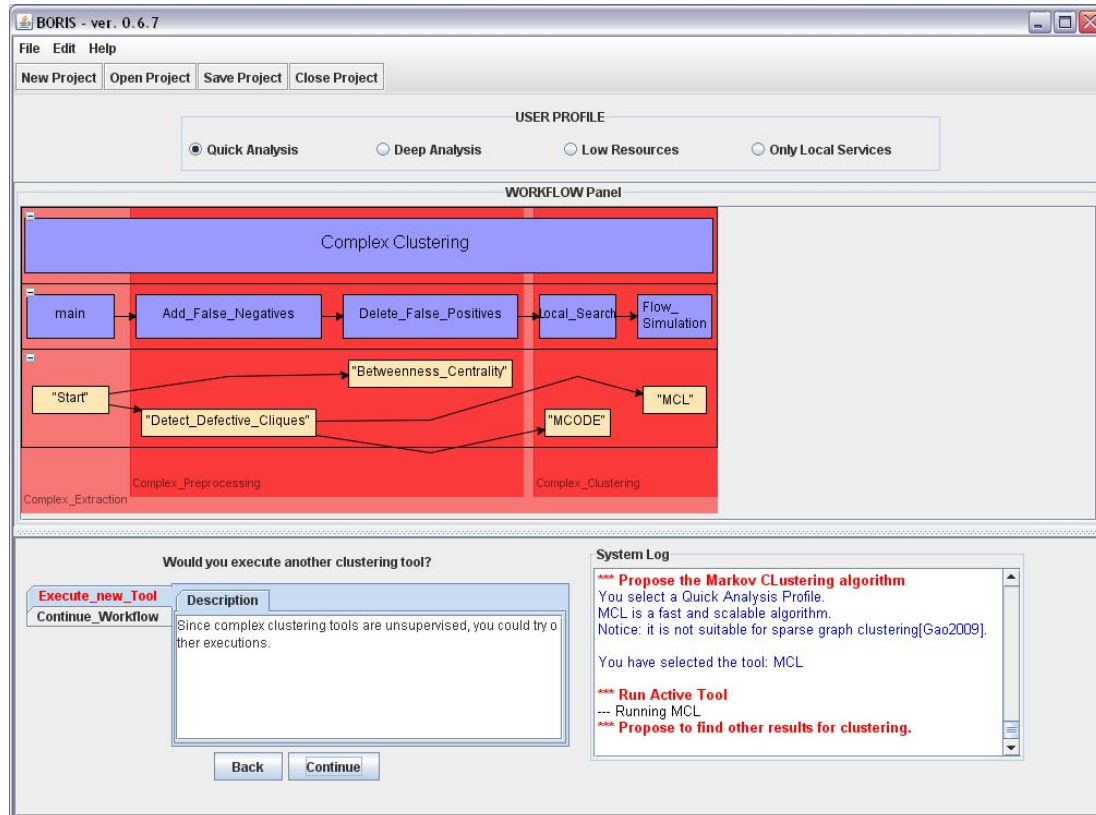 BORIS - ver. 0.6.7
File Edit Help
New Project Open Project Save Project Close Project
USER PROFILE
Quick Analysis Deep Analysis Low Resources Only Local Services
WORKFLOW Panel
Complex Clustering
main Add_False_Negatives Delete_False_Positives Local_Search Flow_
Simulation
"Betweenness_Centrality"
"Start" "MCL"
"Detect_Defective_Cliques" "MCODE"
Complex_Preprocessing Complex_Clustering
Complex_Extraction
Would you execute another clustering tool?
Execute_new_Tool
Continue_Workflow
Description
Since complex clustering tools are unsupervised, you could try o
ther executions.
Back Continue
System Log
*** Propose the Markov CLustering algorithm
You select a Quick Analysis Profile.
MCL is a fast and scalable algorithm.
Notice: it is not suitable for sparse graph clustering[Gao2009].
You have selected the tool: MCL
*** Run Active Tool
--- Running MCL
*** Propose to find other results for clustering.